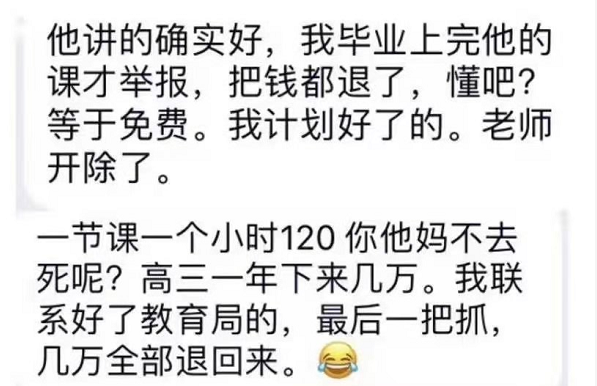 他讲的确实好，我毕业上完他的
课才举报，把钱都退了，懂吧？
等于免费。我计划好了的。老师
开除了。
一节课一个小时120 你他妈不去
死呢？高三一年下来几万。我联
系好了教育局的，最后一把抓，
几万全部退回来。😂